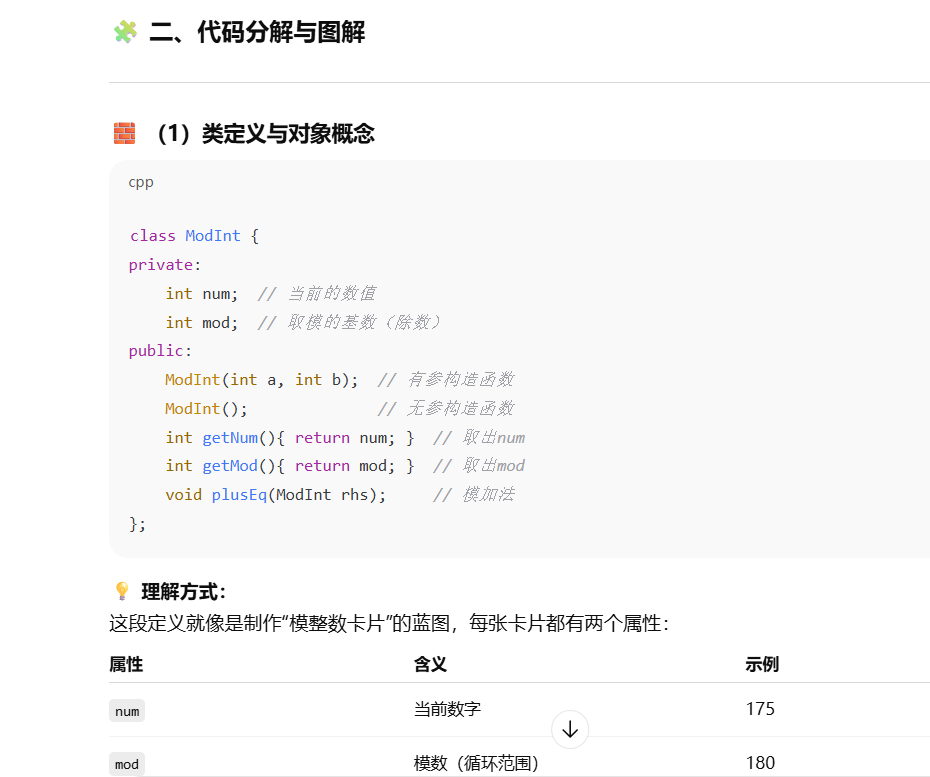 🧩 二、代码分解与图解
🧱 （1）类定义与对象概念
cpp
class ModInt {
private:
    int num;  // 当前的数值
    int mod;  // 取模的基数（除数）
public:
    ModInt(int a, int b);  // 有参构造函数
    ModInt();              // 无参构造函数
    int getNum(){ return num; }  // 取出num
    int getMod(){ return mod; }  // 取出mod
    void plusEq(ModInt rhs);     // 模加法
};
💡 理解方式：
这段定义就像是制作“模整数卡片”的蓝图，每张卡片都有两个属性：
属性 含义 示例
num 当前数字 175
mod 模数（循环范围） 180